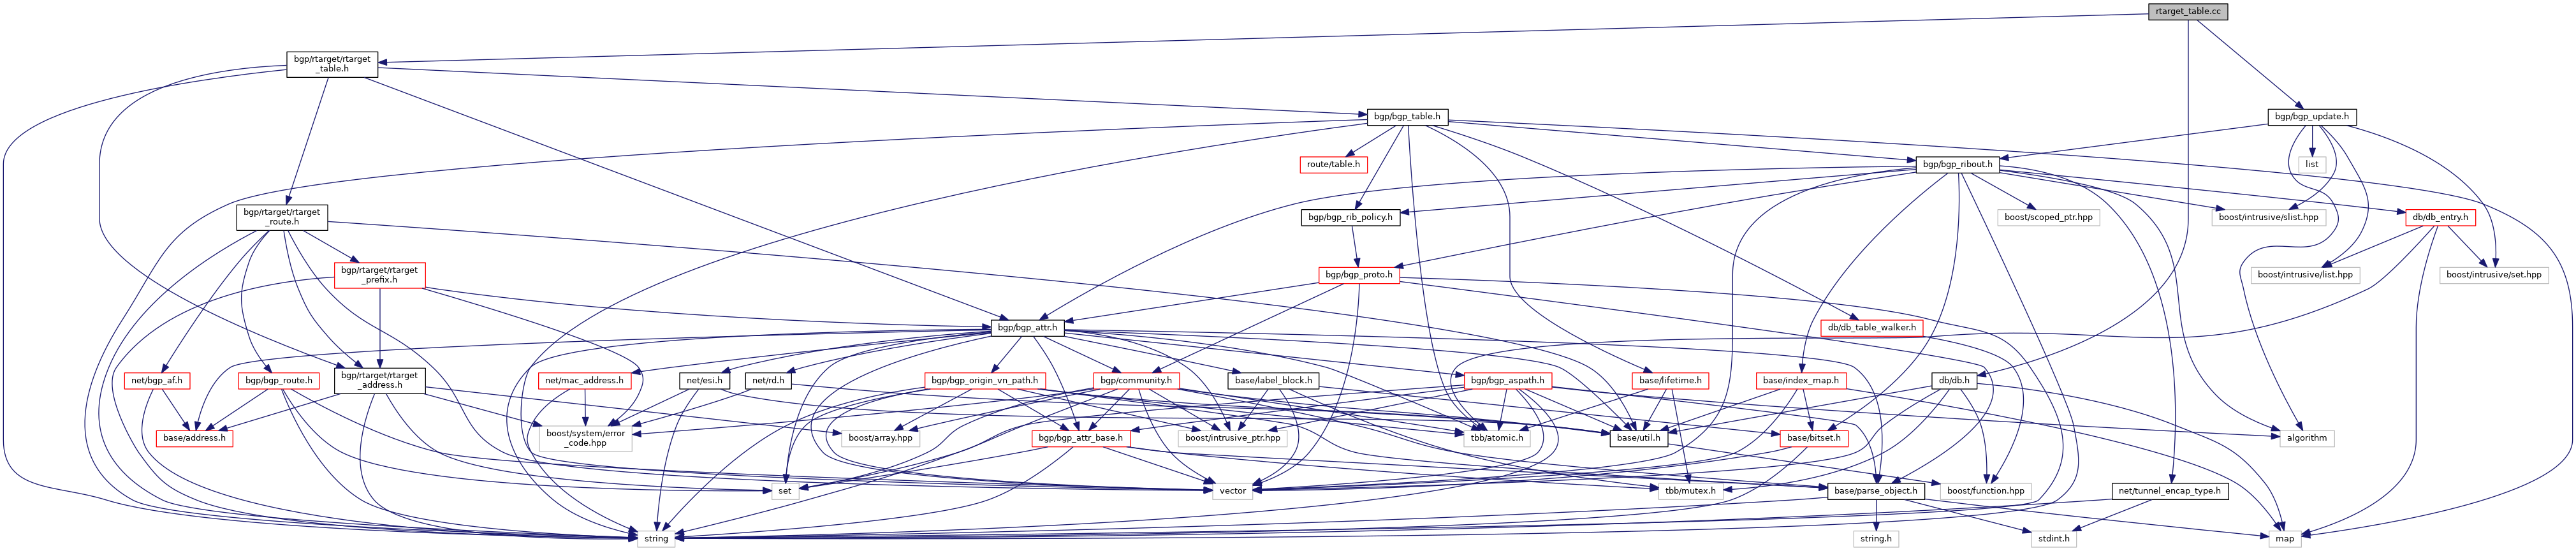 rtarget_table.cc
bgp/rtarget/rtarget
_table.h
bgp/bgp_table.h
bgp/bgp_update.h
route/table.h
bgp/bgp_ribout.h
list
bgp/rtarget/rtarget
_route.h
bgp/bgp_rib_policy.h
boost/scoped_ptr.hpp
boost/intrusive/slist.hpp
db/db_entry.h
bgp/rtarget/rtarget
_prefix.h
bgp/bgp_proto.h
boost/intrusive/list.hpp
boost/intrusive/set.hpp
bgp/bgp_attr.h
db/db_table_walker.h
net/bgp_af.h
bgp/bgp_route.h
bgp/rtarget/rtarget
_address.h
net/mac_address.h
net/esi.h
net/rd.h
bgp/bgp_origin_vn_path.h
bgp/community.h
base/label_block.h
bgp/bgp_aspath.h
base/lifetime.h
base/index_map.h
db/db.h
base/address.h
boost/system/error
_code.hpp
boost/array.hpp
bgp/bgp_attr_base.h
boost/intrusive_ptr.hpp
tbb/atomic.h
base/util.h
base/bitset.h
algorithm
set
vector
tbb/mutex.h
base/parse_object.h
boost/function.hpp
net/tunnel_encap_type.h
string
string.h
stdint.h
map